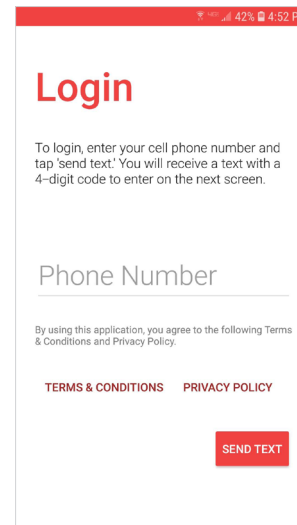 42% 4:52 P
Login
To login, enter your cell phone number and
tap 'send text.' You will receive a text with a
4-digit code to enter on the next screen.
Phone Number
By using this application, you agree to the following Terms
& Conditions and Privacy Policy.
TERMS & CONDITIONS PRIVACY POLICY
SEND TEXT